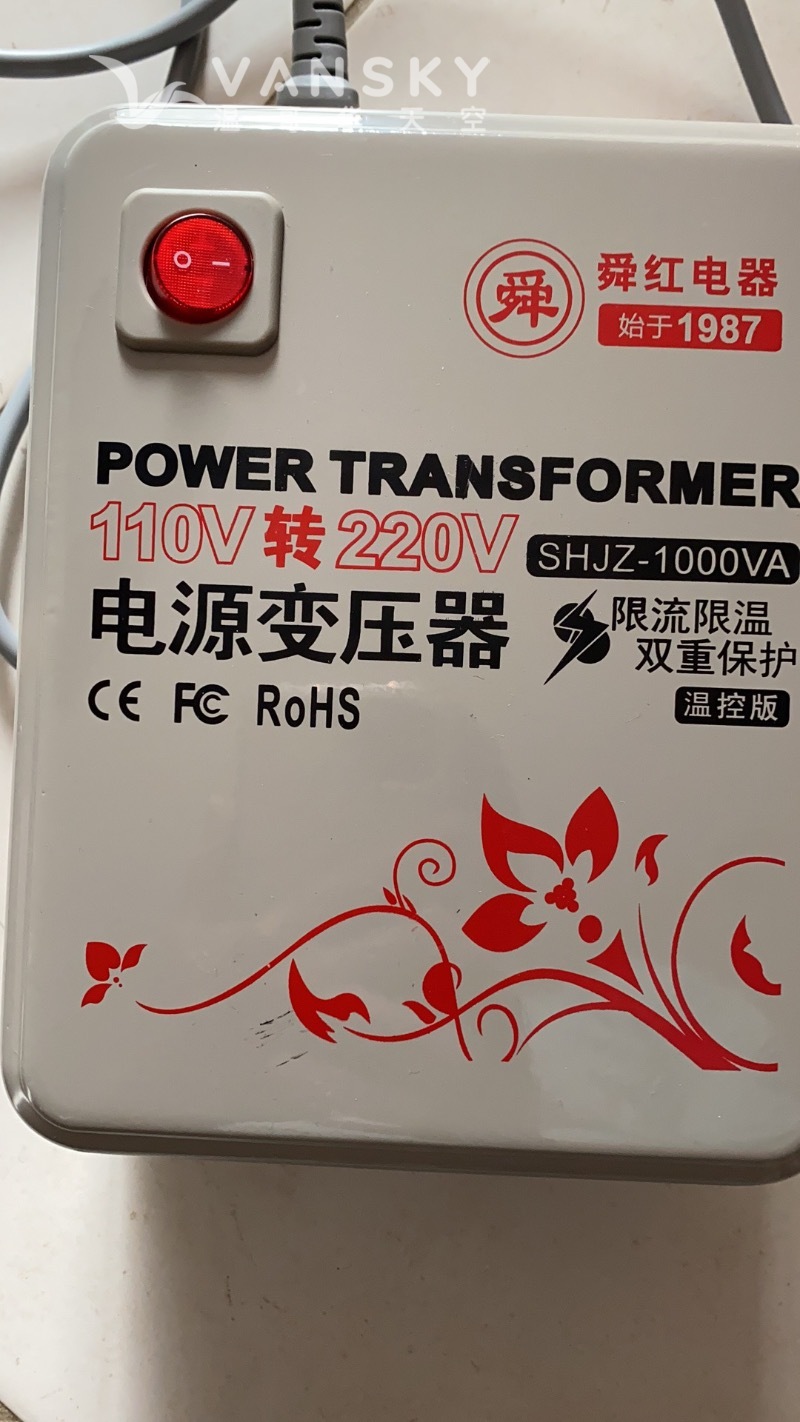 VANSKY
天空
O I
舜
舜红电器
始于1987
POWER TRANSFORMER
110V转220V
SHJZ-1000VA
电源变压器
限流限温
双重保护
CE FC RoHS
温控版